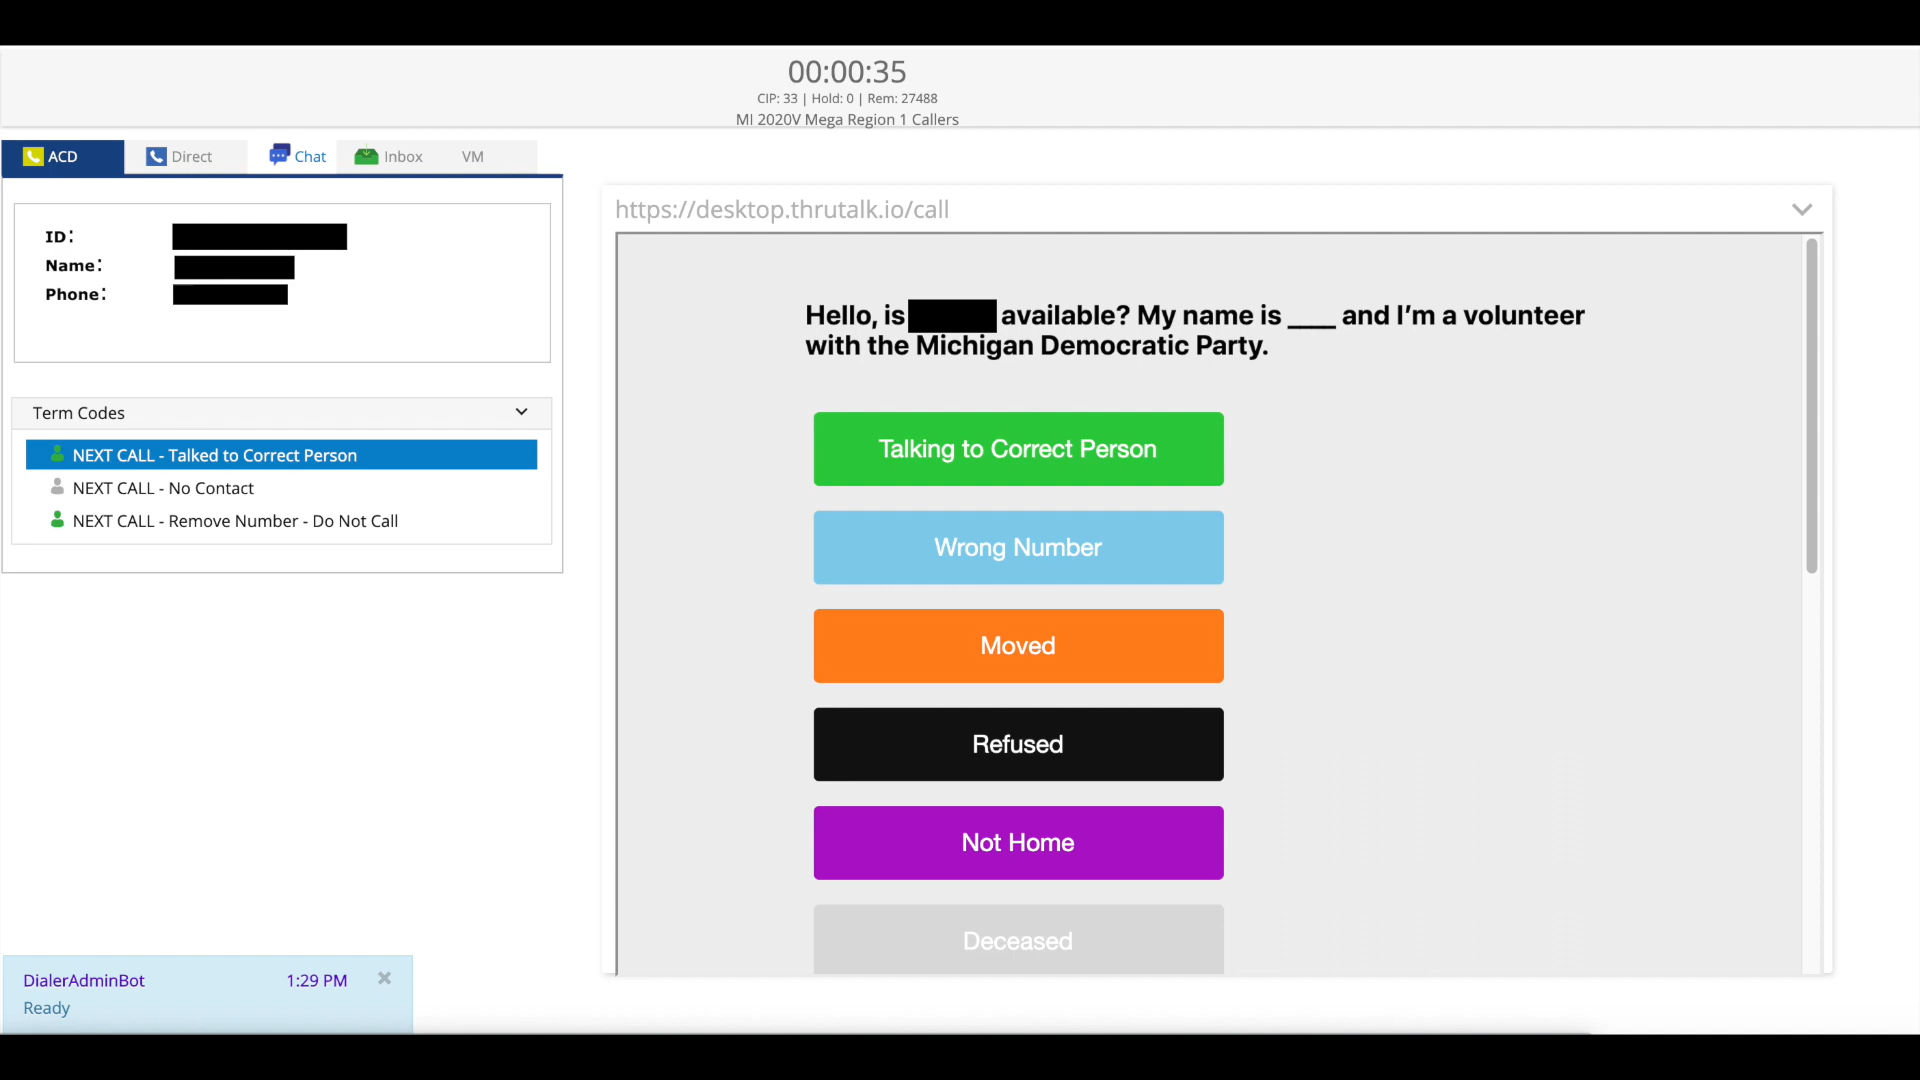 00:00:35
CIP: 33 | Hold: 0 | Rem: 27488
MI 2020V Mega Region 1 Callers
ACD
Direct
Chat
Inbox
VM
ID:
Name:
Phone:
Term Codes
NEXT CALL - Talked to Correct Person
NEXT CALL - No Contact
NEXT CALL - Remove Number - Do Not Call
https://desktop.thrutalk.io/call
Hello, is available? My name is ____ and I’m a volunteer
with the Michigan Democratic Party.
Talking to Correct Person
Wrong Number
Moved
Refused
Not Home
Deceased
DialerAdminBot 1:29 PM
Ready